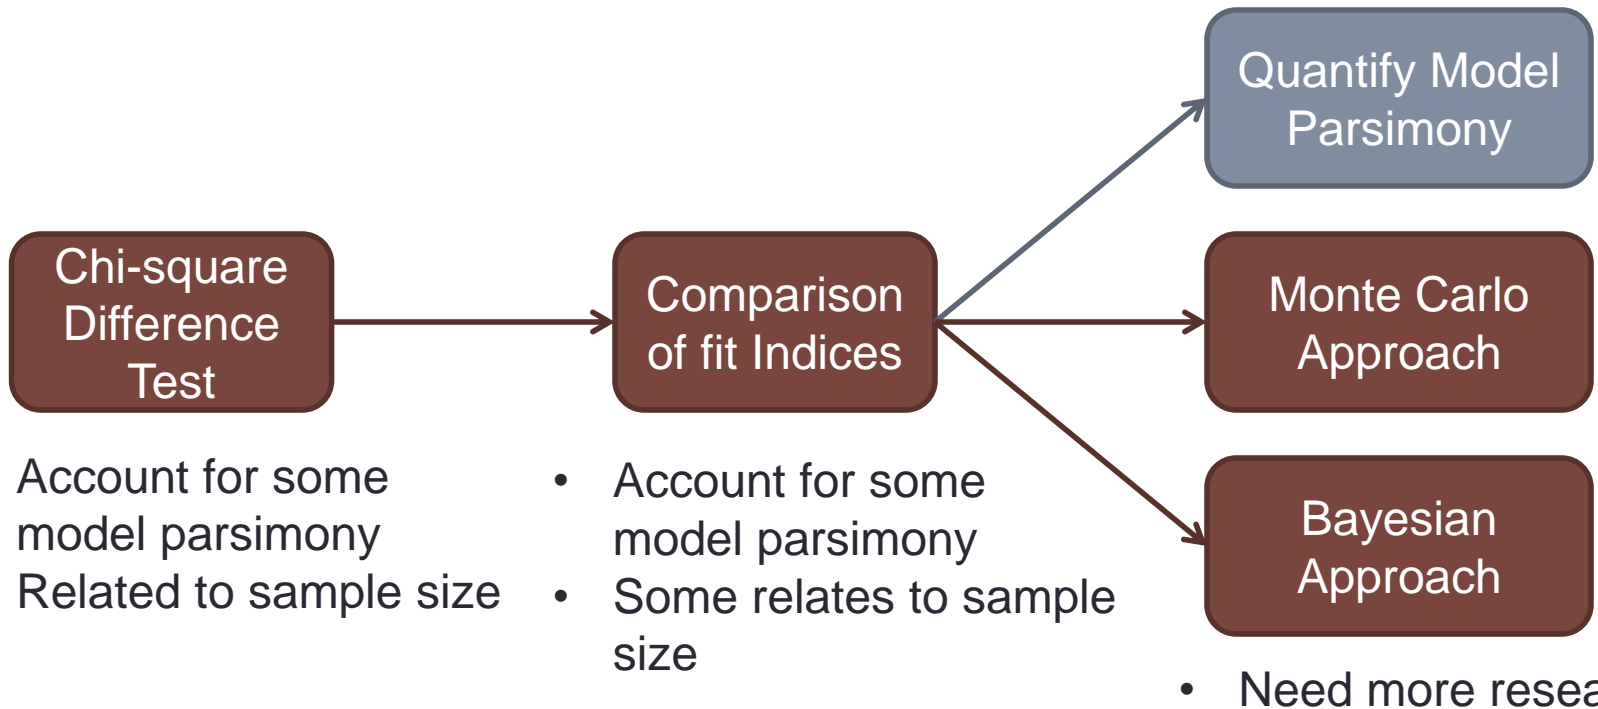 Quantify Model
Parsimony
Chi-square
Difference
Test
Comparison
of fit Indices
Monte Carlo
Approach
Bayesian
Approach
Account for some
model parsimony
Related to sample size
• Account for some
model parsimony
• Some relates to sample
size
• Need more